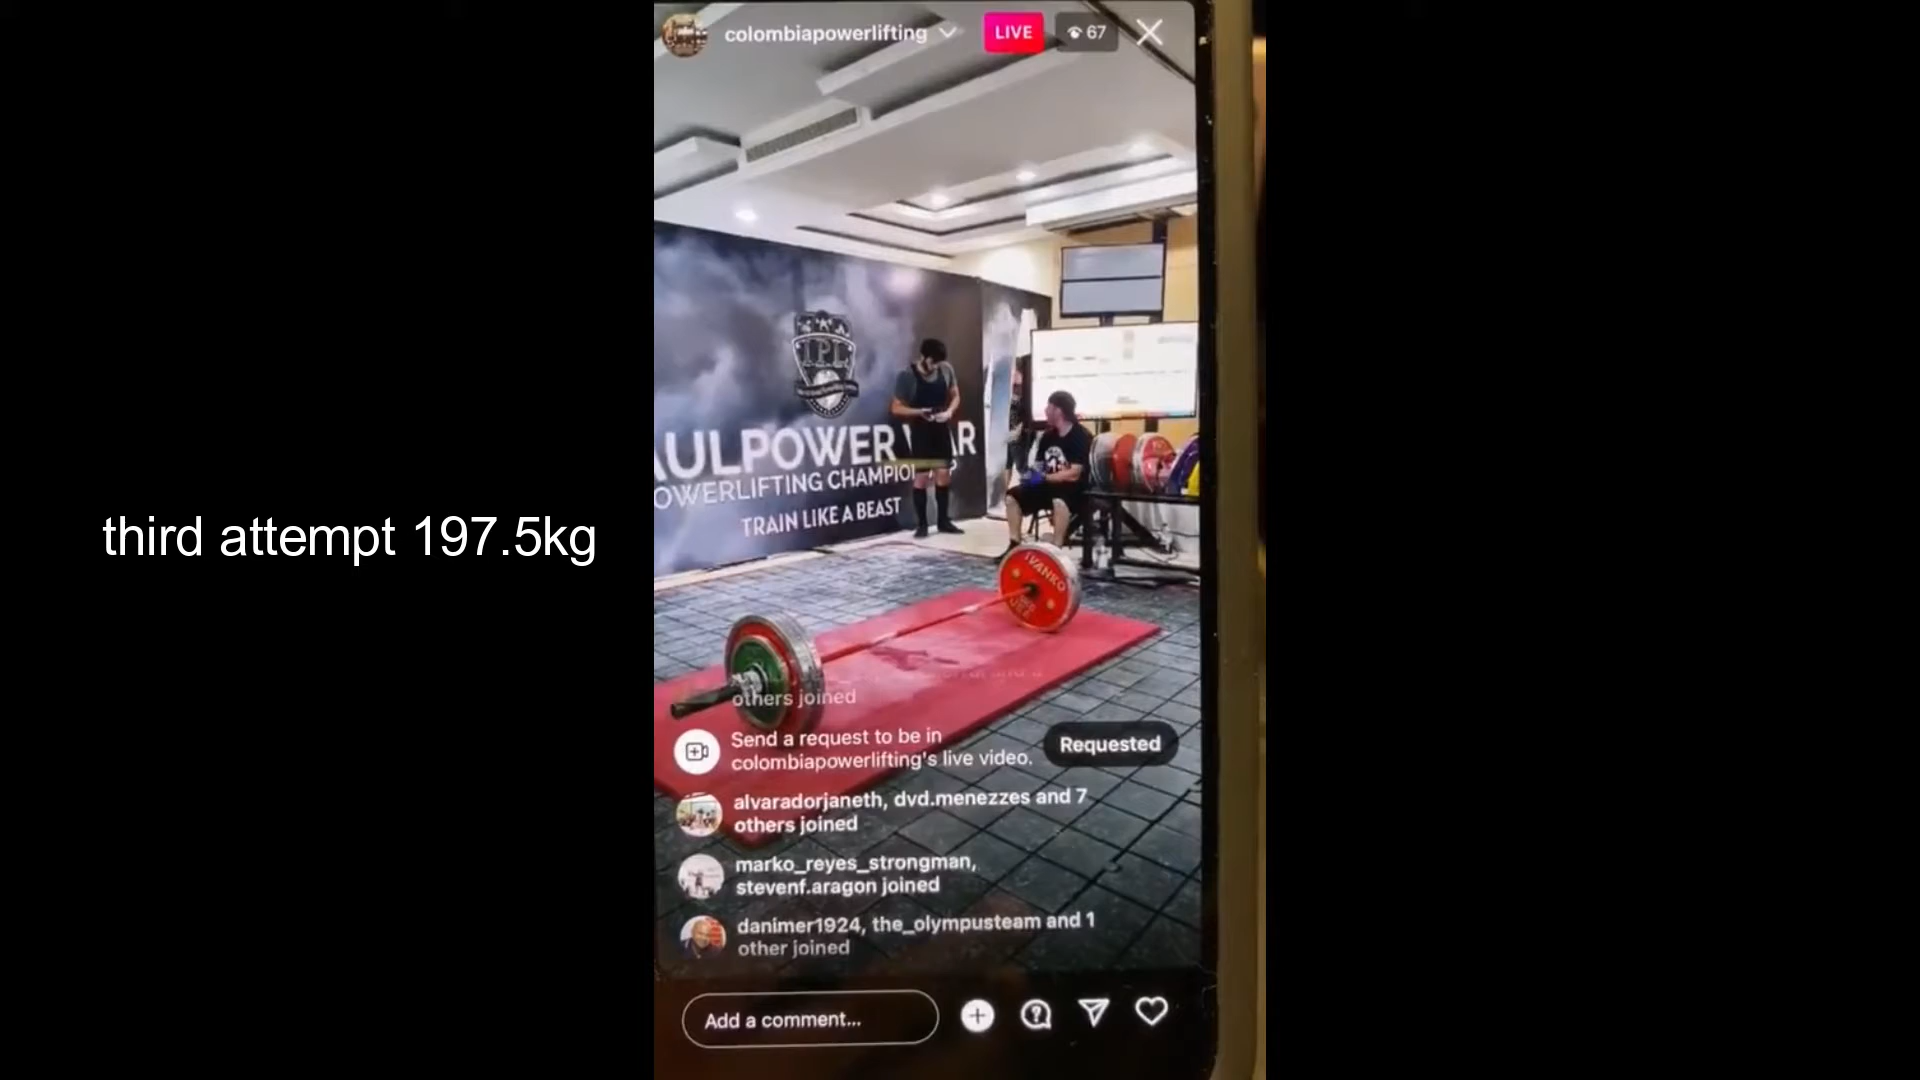 colombiapowerlifting
LIVE
67
IPL
AULPOWER
OWERLIFTING CHAMPIO
TRAIN LIKE A BEAST
third attempt 197.5kg
IVANKO
others joined
Send a request to be in
colombiapowerlifting's live video.
Requested
alvaradorjaneth, dvd.menezzes and 7
others joined
marko_reyes_strongman,
stevenf.aragon joined
danimer1924, the_olympusteam and 1
other joined
Add a comment...